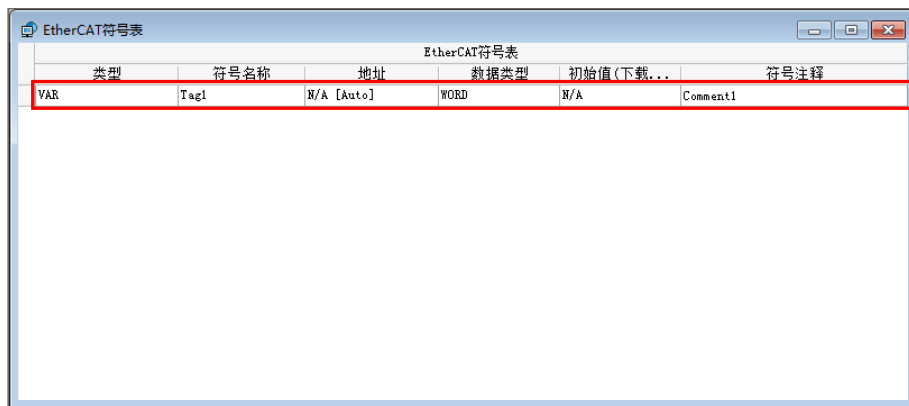 EtherCAT符号表
EtherCAT符号表
类型 符号名称 地址 数据类型 初始值(下载... 符号注释
VAR Tag1 N/A [Auto] WORD N/A Comment1